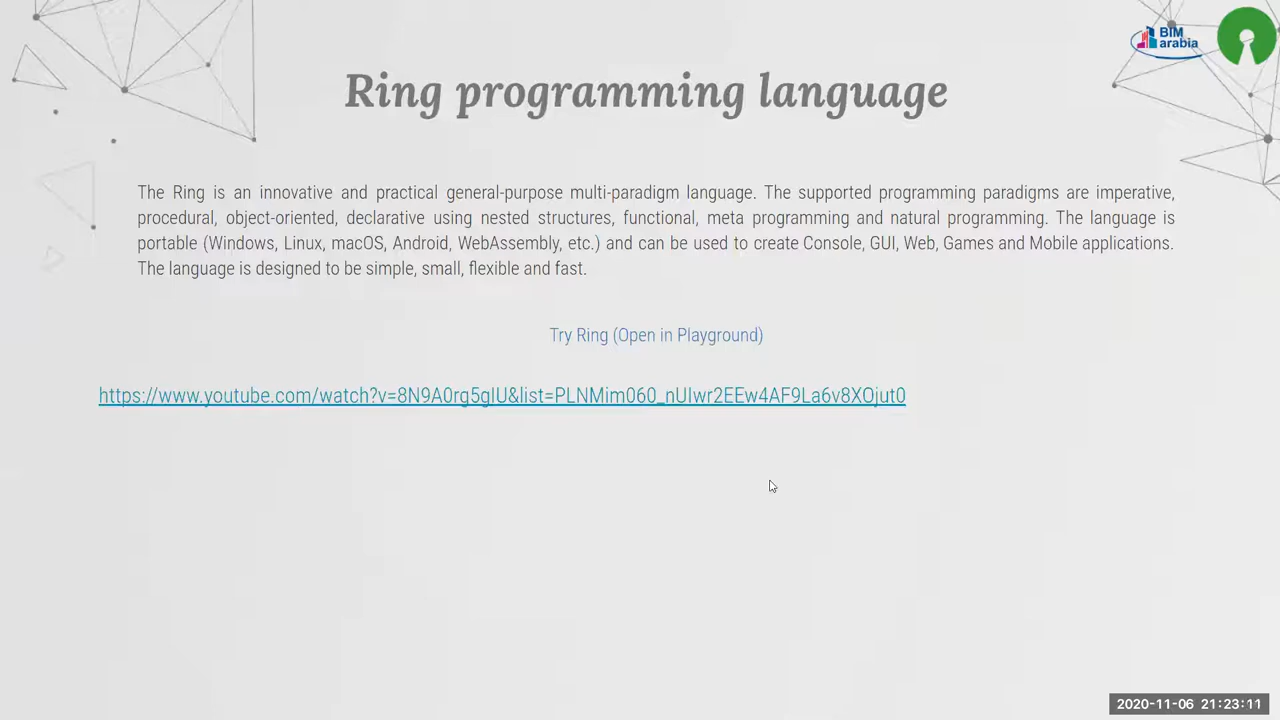 BIM
arabia
Ring programming language
The Ring is an innovative and practical general-purpose multi-paradigm language. The supported programming paradigms are imperative,
procedural, object-oriented, declarative using nested structures, functional, meta programming and natural programming. The language is
portable (Windows, Linux, macOS, Android, WebAssembly, etc.) and can be used to create Console, GUI, Web, Games and Mobile applications.
The language is designed to be simple, small, flexible and fast.
Try Ring (Open in Playground)
https://www.youtube.com/watch?v=8N9A0rg5gIU&list=PLNMim060_nUIwr2EEw4AF9La6v8XOjut0
2020-11-06 21:23:11